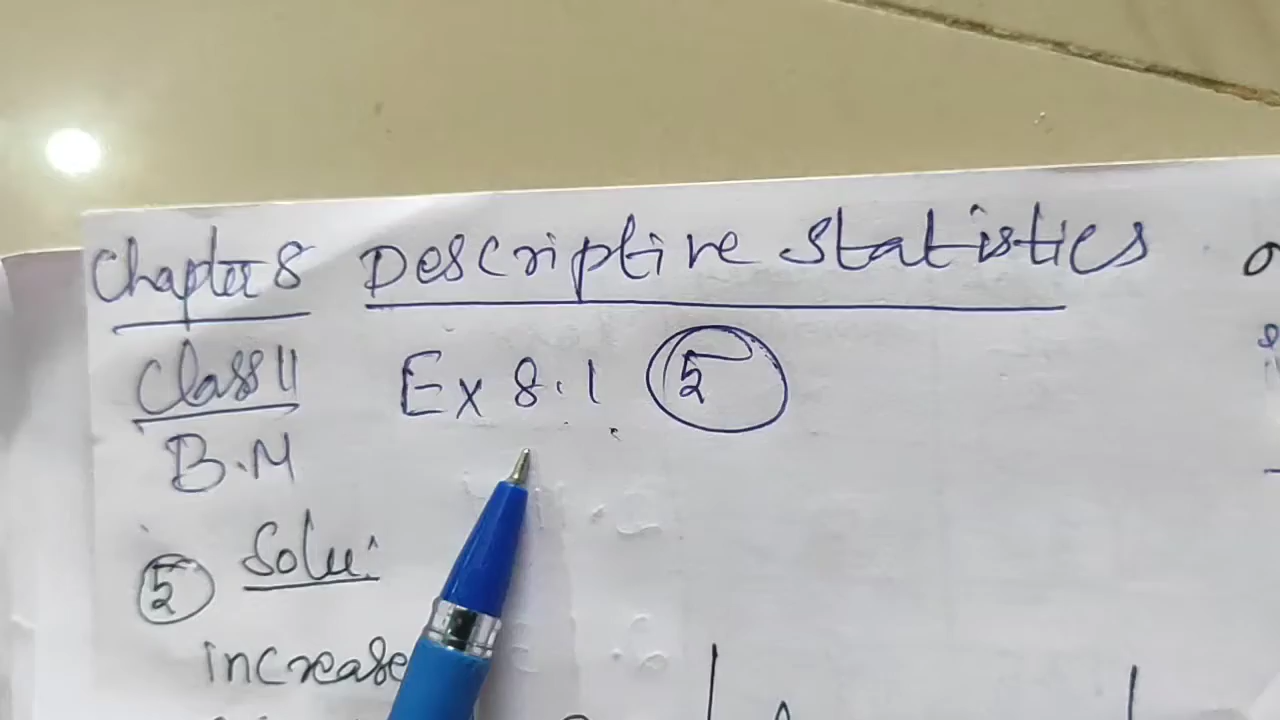 Chapter 8 Descriptive Statistics
Class 11 Ex 8.1 5
B.M
5 Solu:
increase